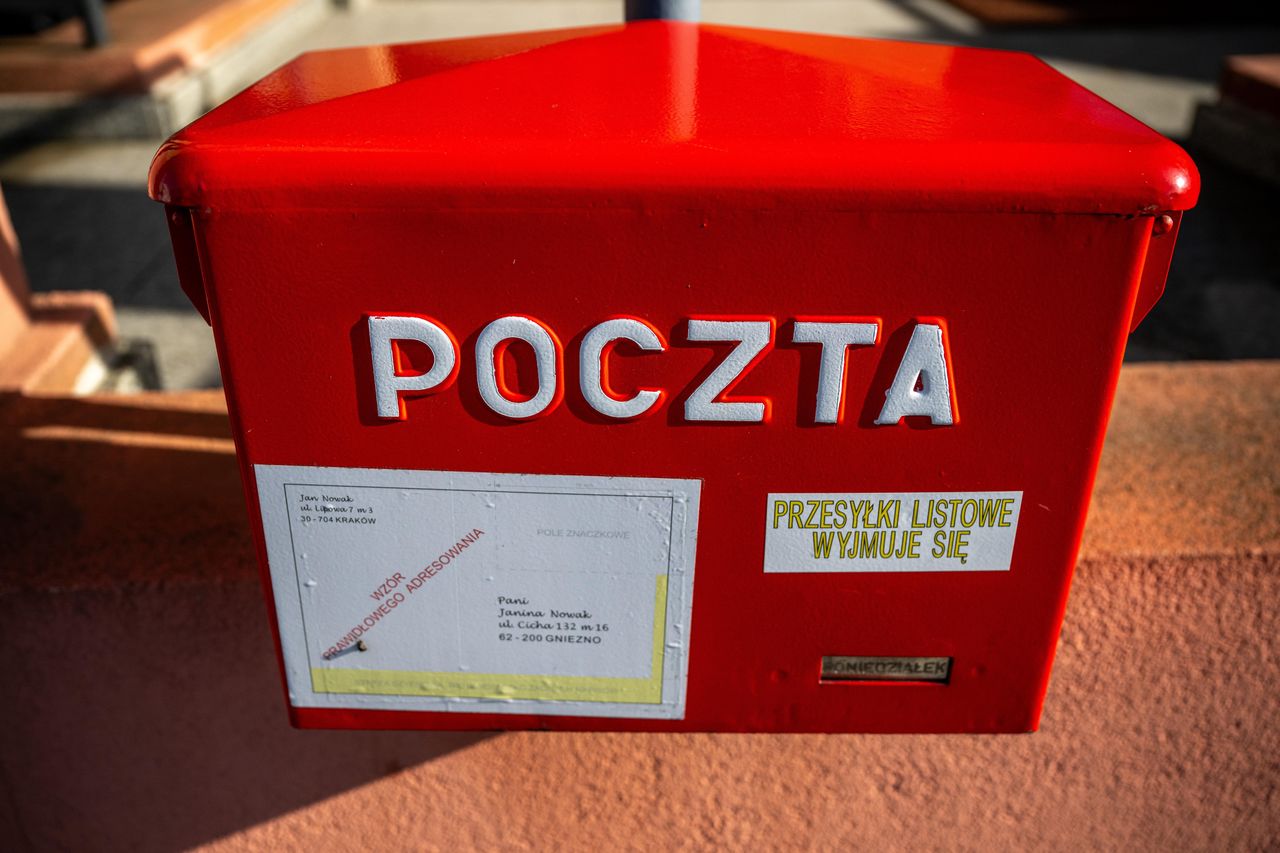 POCZTA
Jan Nowak
ul. Lipowa 7 m 3
30-704 KRAKÓW
POLE ZNACZKOWE
WZÓR
PRAWIDŁOWEGO ADRESOWANIA
Pani
Janina Nowak
ul. Cicha 132 m 16
62-200 GNIEZNO
PRZESYŁKI LISTOWE
WYJMUJE SIĘ
PONIEDZIAŁEK